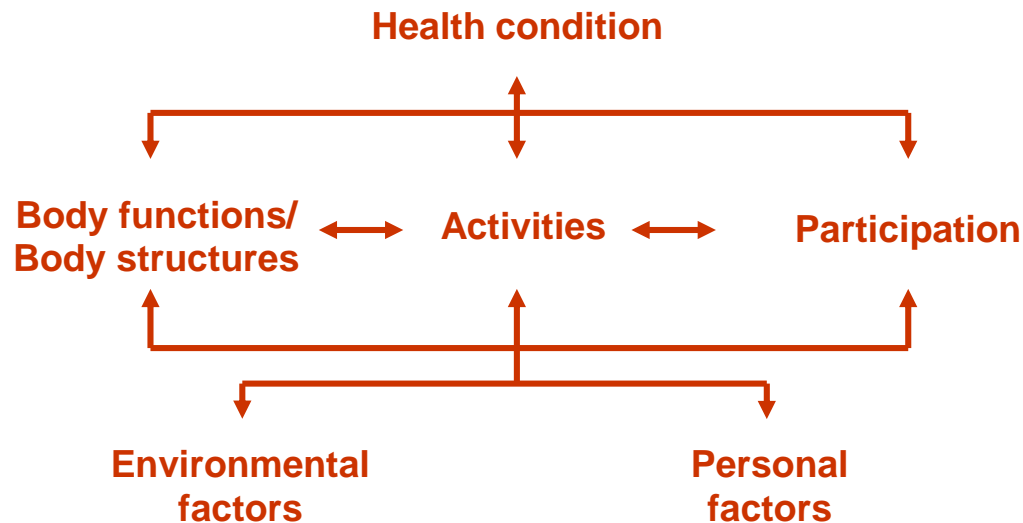 Health condition
Body functions/
Body structures
Activities
Participation
Environmental
factors
Personal
factors